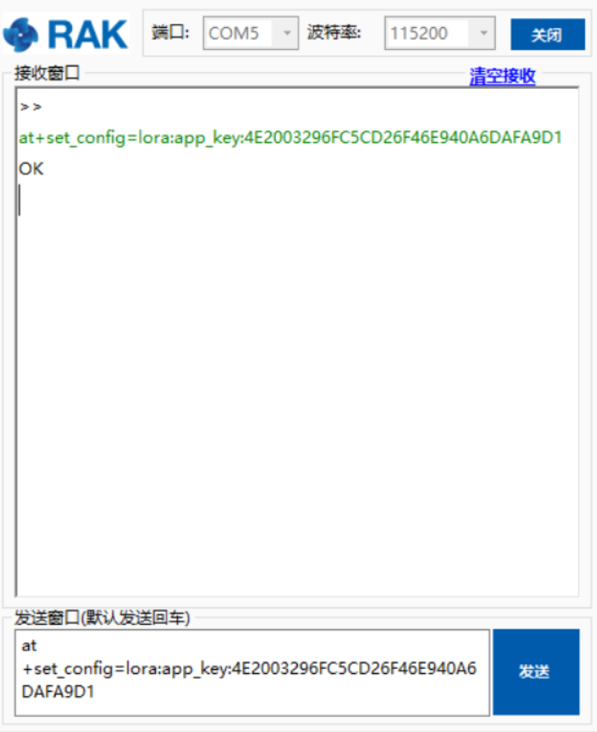 RAK
端口: COM5 波特率: 115200 关闭
接收窗口
清空接收
>>
at+set_config=lora:app_key:4E2003296FC5CD26F46E940A6DAFA9D1
OK
发送窗口(默认发送回车)
at
+set_config=lora:app_key:4E2003296FC5CD26F46E940A6
DAFA9D1
发送